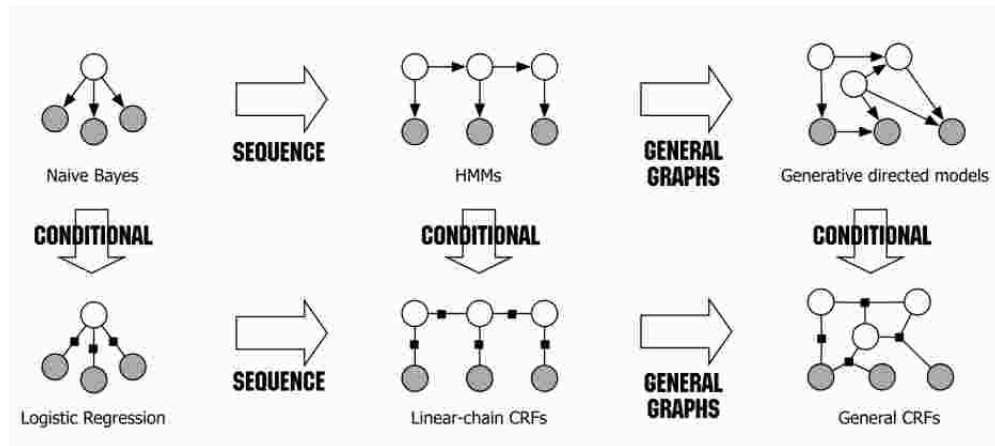 SEQUENCE
GENERAL
GRAPHS
Naive Bayes
HMMs
Generative directed models
CONDITIONAL
CONDITIONAL
CONDITIONAL
SEQUENCE
GENERAL
GRAPHS
Logistic Regression
Linear-chain CRFs
General CRFs